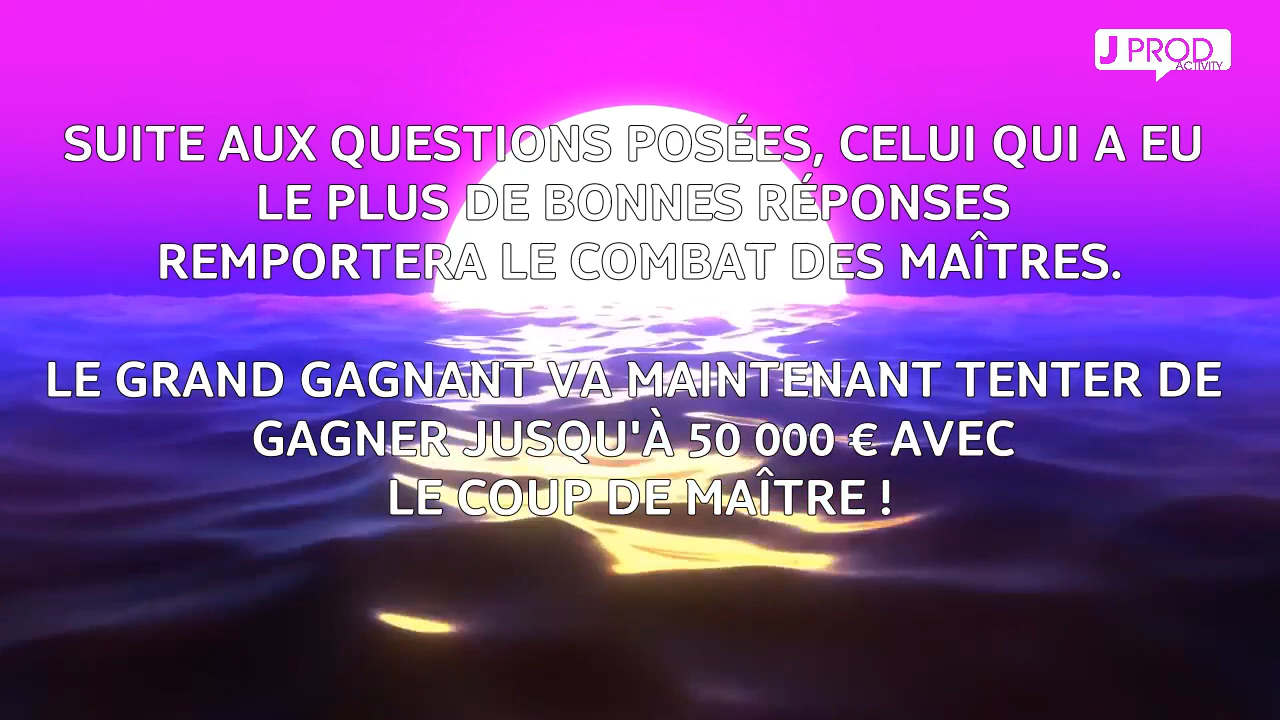 J PROD
ACTIVITY
SUITE AUX QUESTIONS POSÉES, CELUI QUI A EU
LE PLUS DE BONNES RÉPONSES
REMPORTERA LE COMBAT DES MAÎTRES.
LE GRAND GAGNANT VA MAINTENANT TENTER DE
GAGNER JUSQU'À 50 000 € AVEC
LE COUP DE MAÎTRE !